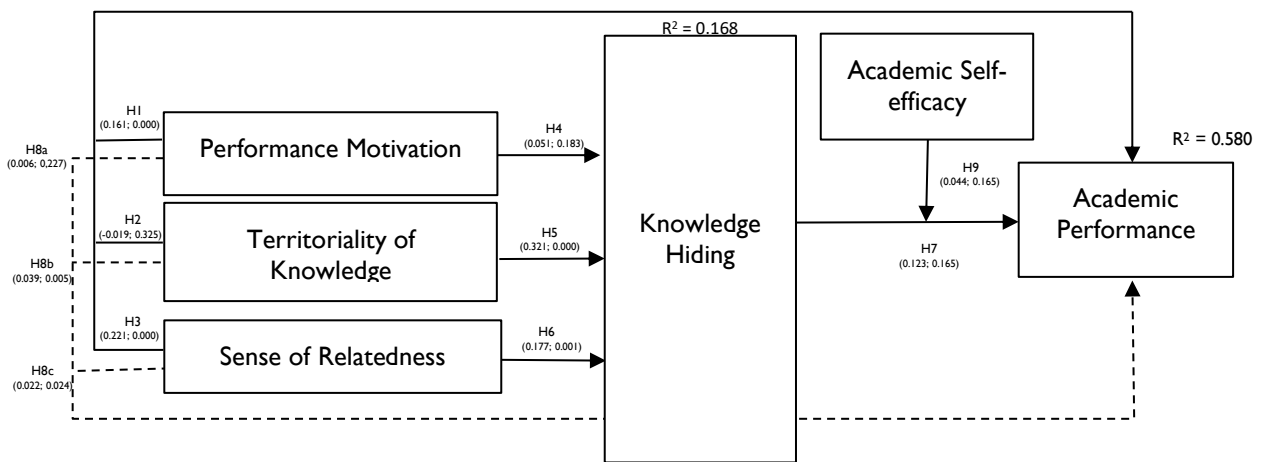 R² = 0.168
Academic Self-
efficacy
H1
(0.161; 0.000)
Performance Motivation
H4
(0.051; 0.183)
R² = 0.580
H8a
(0.006; 0,227)
H9
(0.044; 0.165)
H2
(-0.019; 0.325)
Territoriality of
Knowledge
H5
(0.321; 0.000)
Knowledge
Hiding
Academic
Performance
H7
(0.123; 0.165)
H8b
(0.039; 0.005)
H3
(0.221; 0.000)
Sense of Relatedness
H6
(0.177; 0.001)
H8c
(0.022; 0.024)